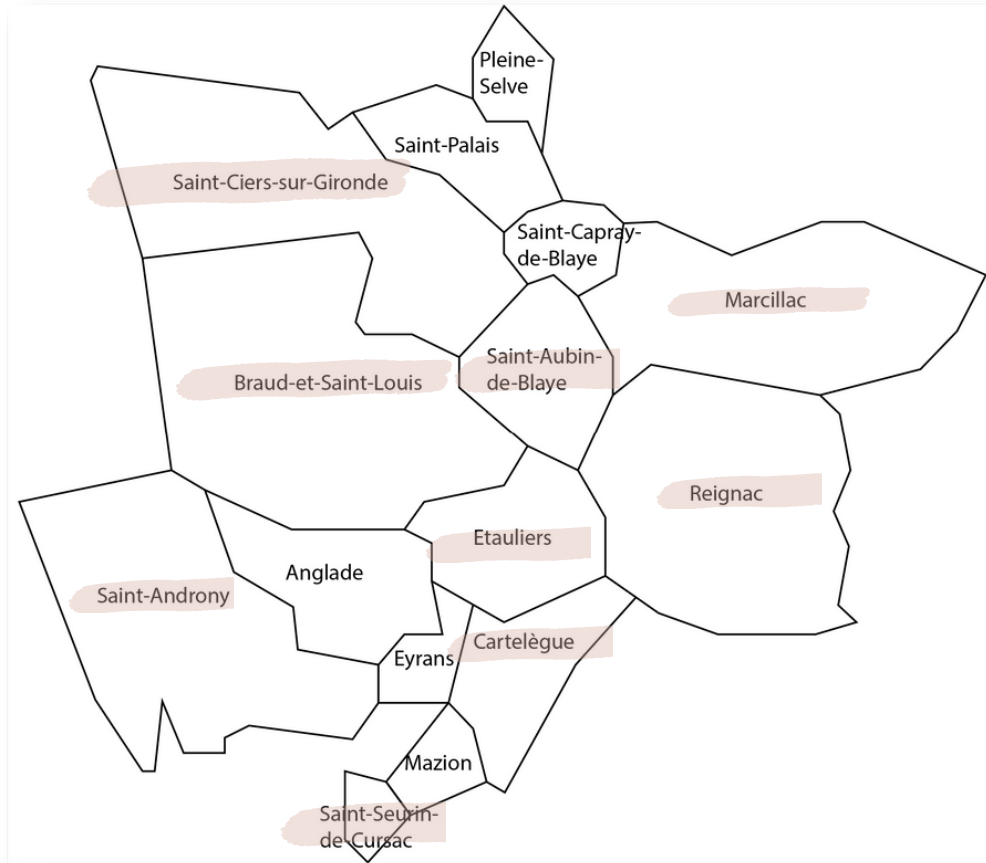 Pleine-
Selve
Saint-Palais
Saint-Ciers-sur-Gironde
Saint-Capray-
de-Blaye
Marcillac
Saint-Aubin-
de-Blaye
Braud-et-Saint-Louis
Reignac
Etauliers
Anglade
Saint-Androny
Cartelègue
Eyrans
Mazion
Saint-Seurin-
de Cursac